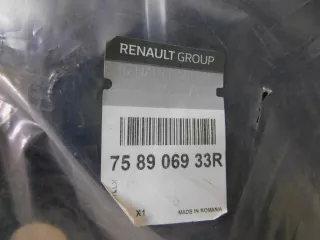 RENAULT GROUP
75 89 069 33R
X1 MADE IN ROMANIA